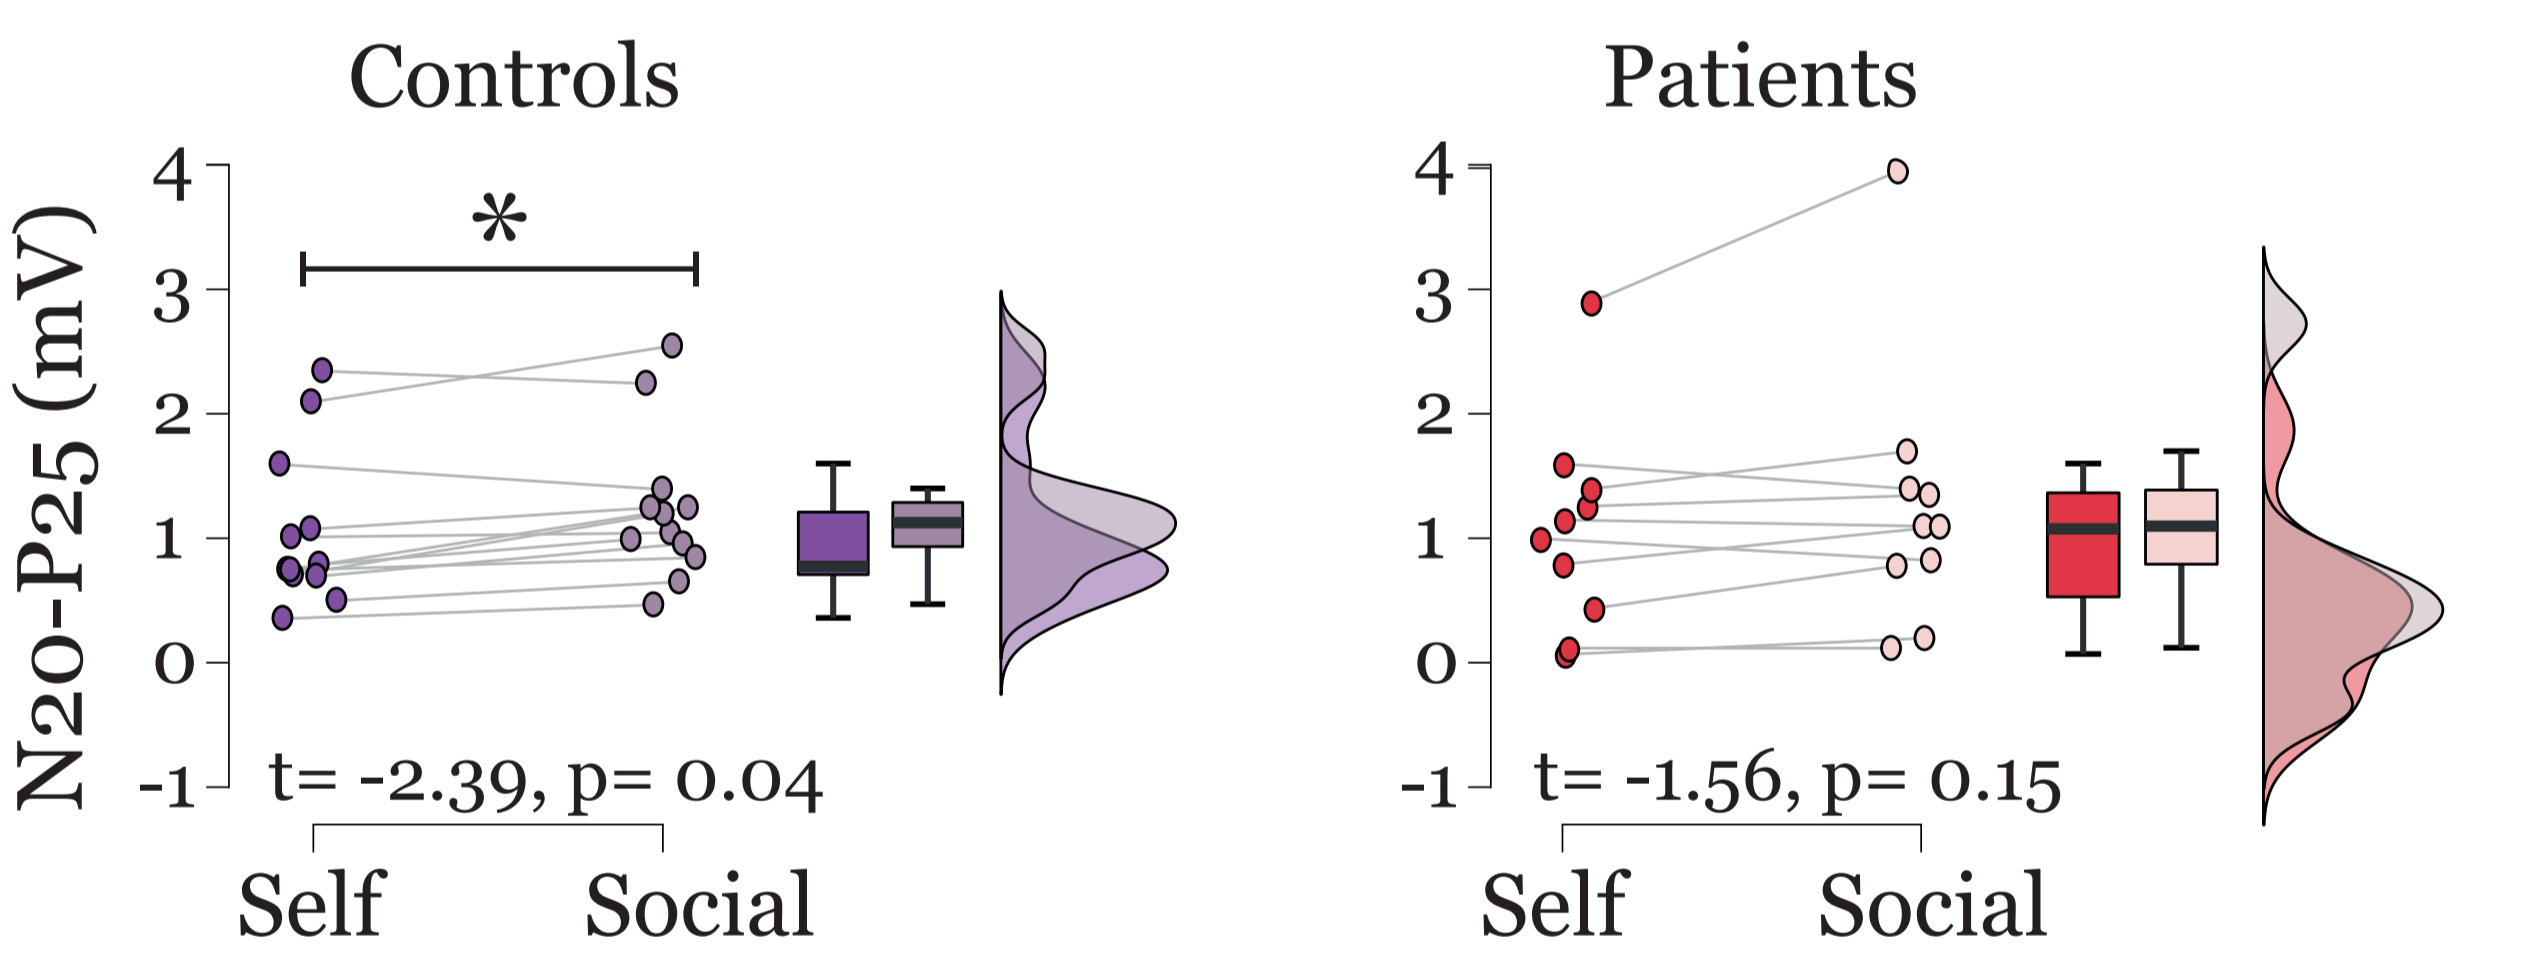 Controls
Patients
N20-P25 (mV)
4
3
2
1
0
-1
*
t= -2.39, p= 0.04
Self
Social
4
3
2
1
0
-1
t= -1.56, p= 0.15
Self
Social